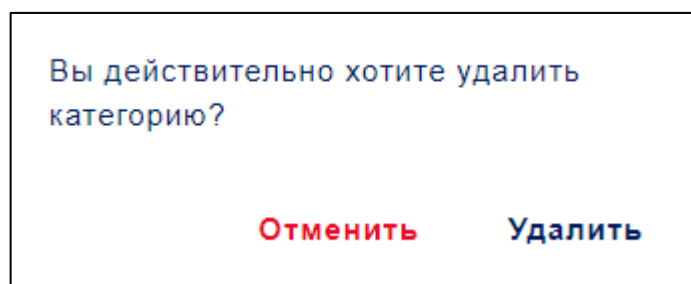 Вы действительно хотите удалить
категорию?
Отменить Удалить